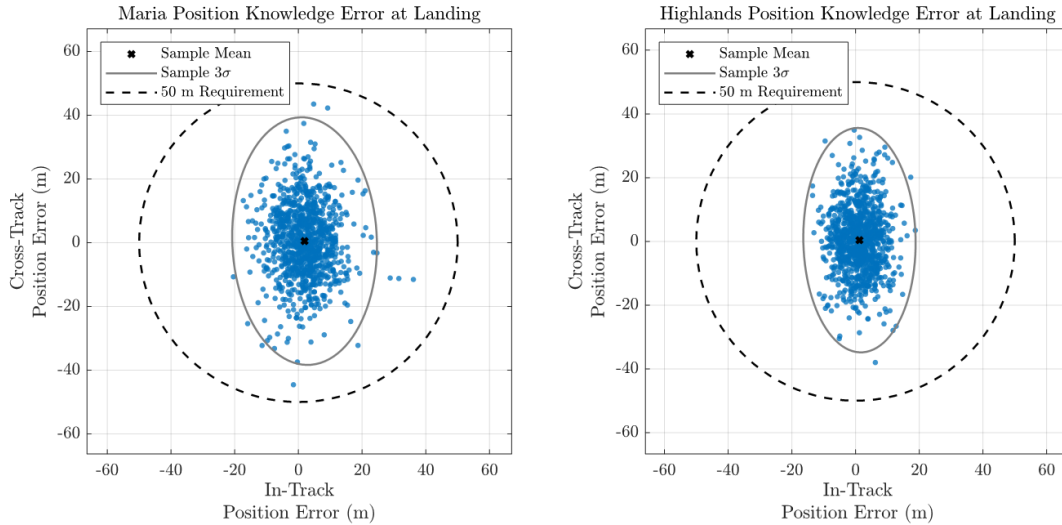 Maria Position Knowledge Error at Landing
Sample Mean
Sample 3σ
50 m Requirement
60
40
20
0
-20
-40
-60
Cross-Track
Position Error (m)
-60 -40 -20 0 20 40 60
In-Track
Position Error (m)
Highlands Position Knowledge Error at Landing
Sample Mean
Sample 3σ
50 m Requirement
60
40
20
0
-20
-40
-60
Cross-Track
Position Error (m)
-60 -40 -20 0 20 40 60
In-Track
Position Error (m)